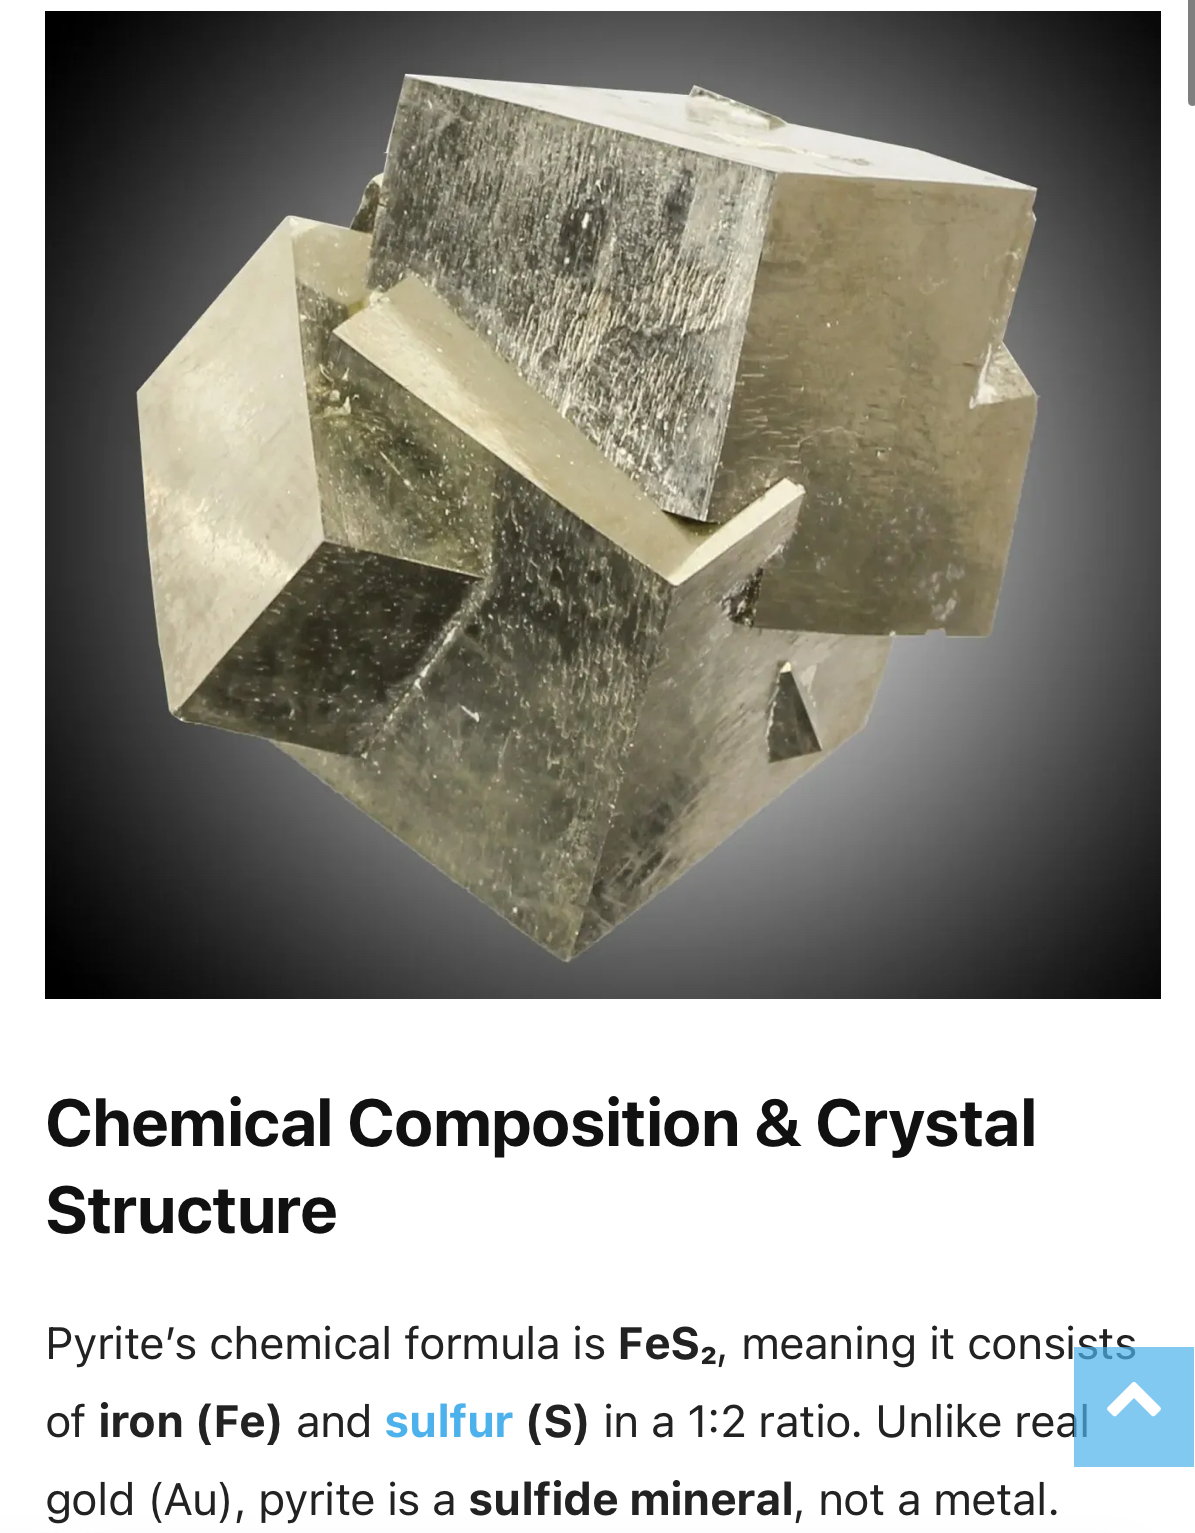 Chemical Composition & Crystal
Structure
Pyrite’s chemical formula is FeS₂, meaning it consists
of iron (Fe) and sulfur (S) in a 1:2 ratio. Unlike real
gold (Au), pyrite is a sulfide mineral, not a metal.